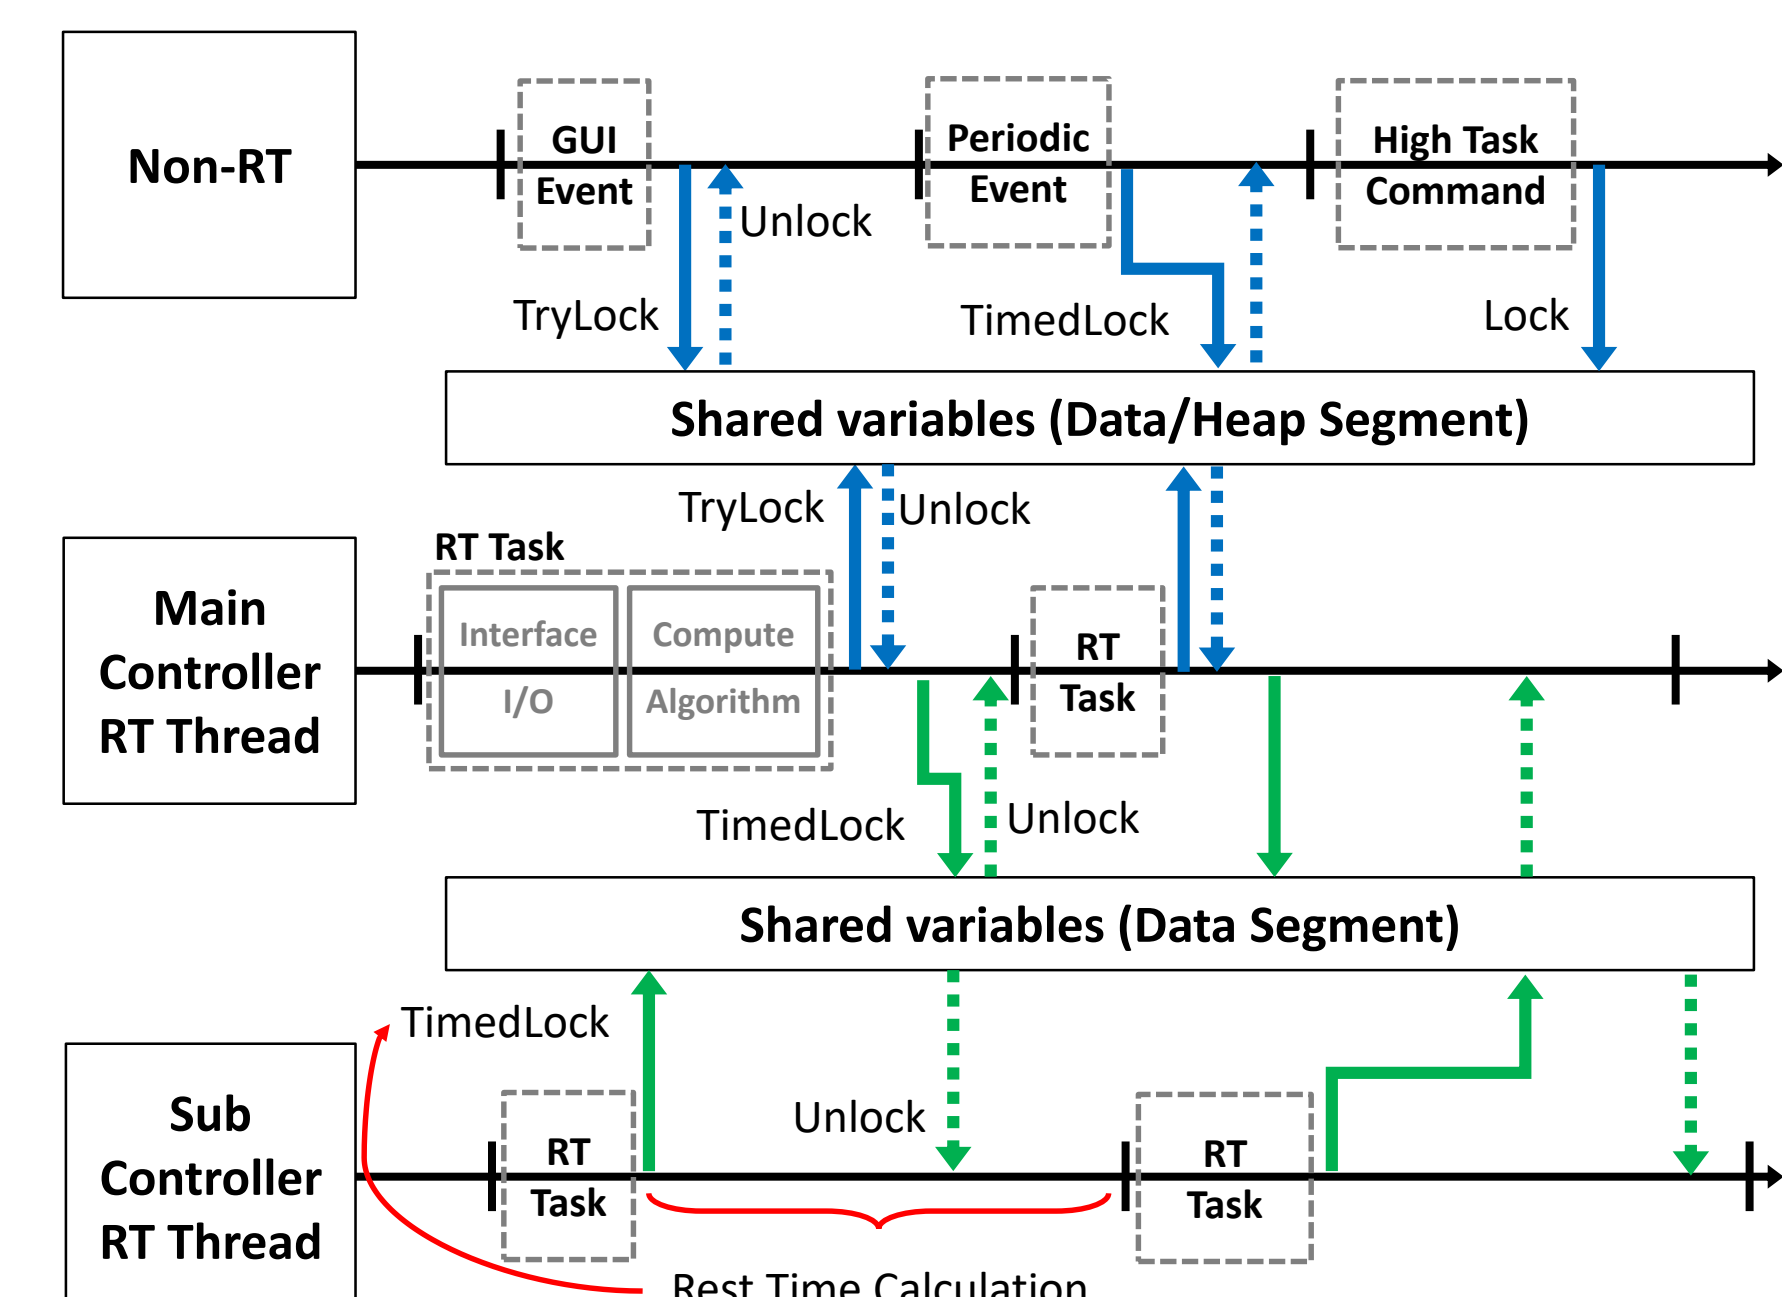 Non-RT
GUI
Event
Periodic
Event
High Task
Command
Unlock
TryLock
TimedLock
Lock
Shared variables (Data/Heap Segment)
TryLock
Unlock
RT Task
Main
Controller
RT Thread
Interface
I/O
Compute
Algorithm
RT
Task
TimedLock
Unlock
Shared variables (Data Segment)
TimedLock
Sub
Controller
RT Thread
RT
Task
Unlock
RT
Task
Rest Time Calculation